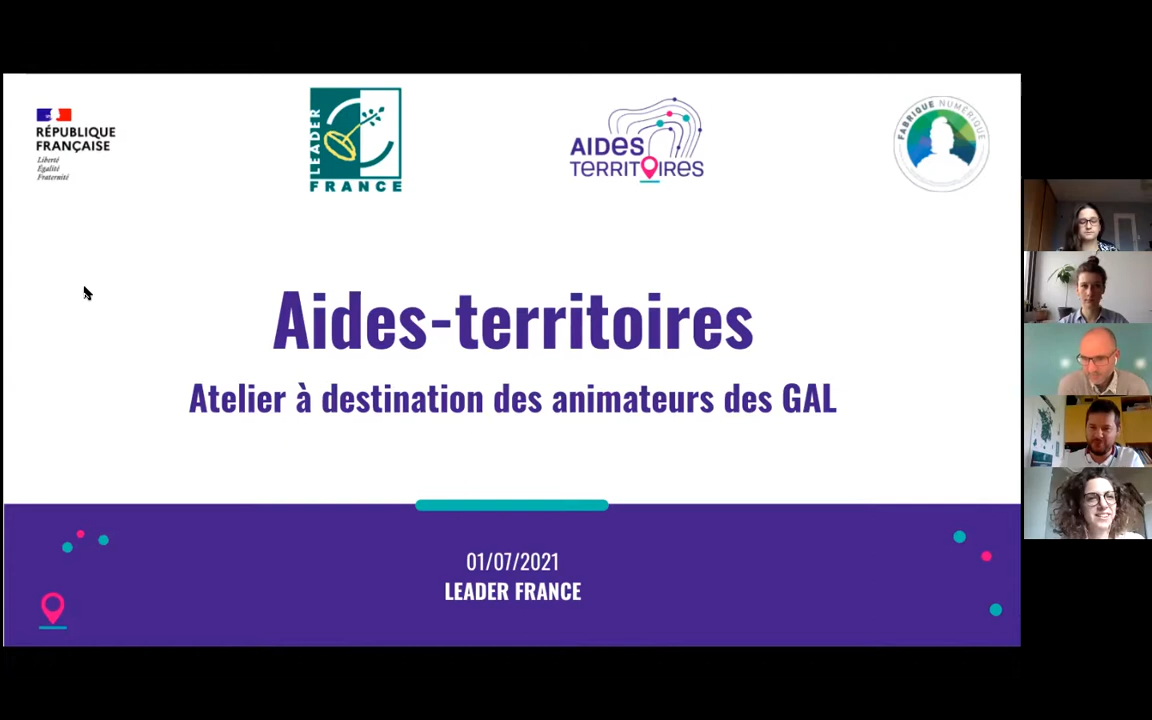 RÉPUBLIQUE
FRANÇAISE
Liberté
Égalité
Fraternité
LEADER
FRANCE
AIDES
TERRITOIRES
FABRIQUE NUMÉRIQUE
Aides-territoires
Atelier à destination des animateurs des GAL
01/07/2021
LEADER FRANCE